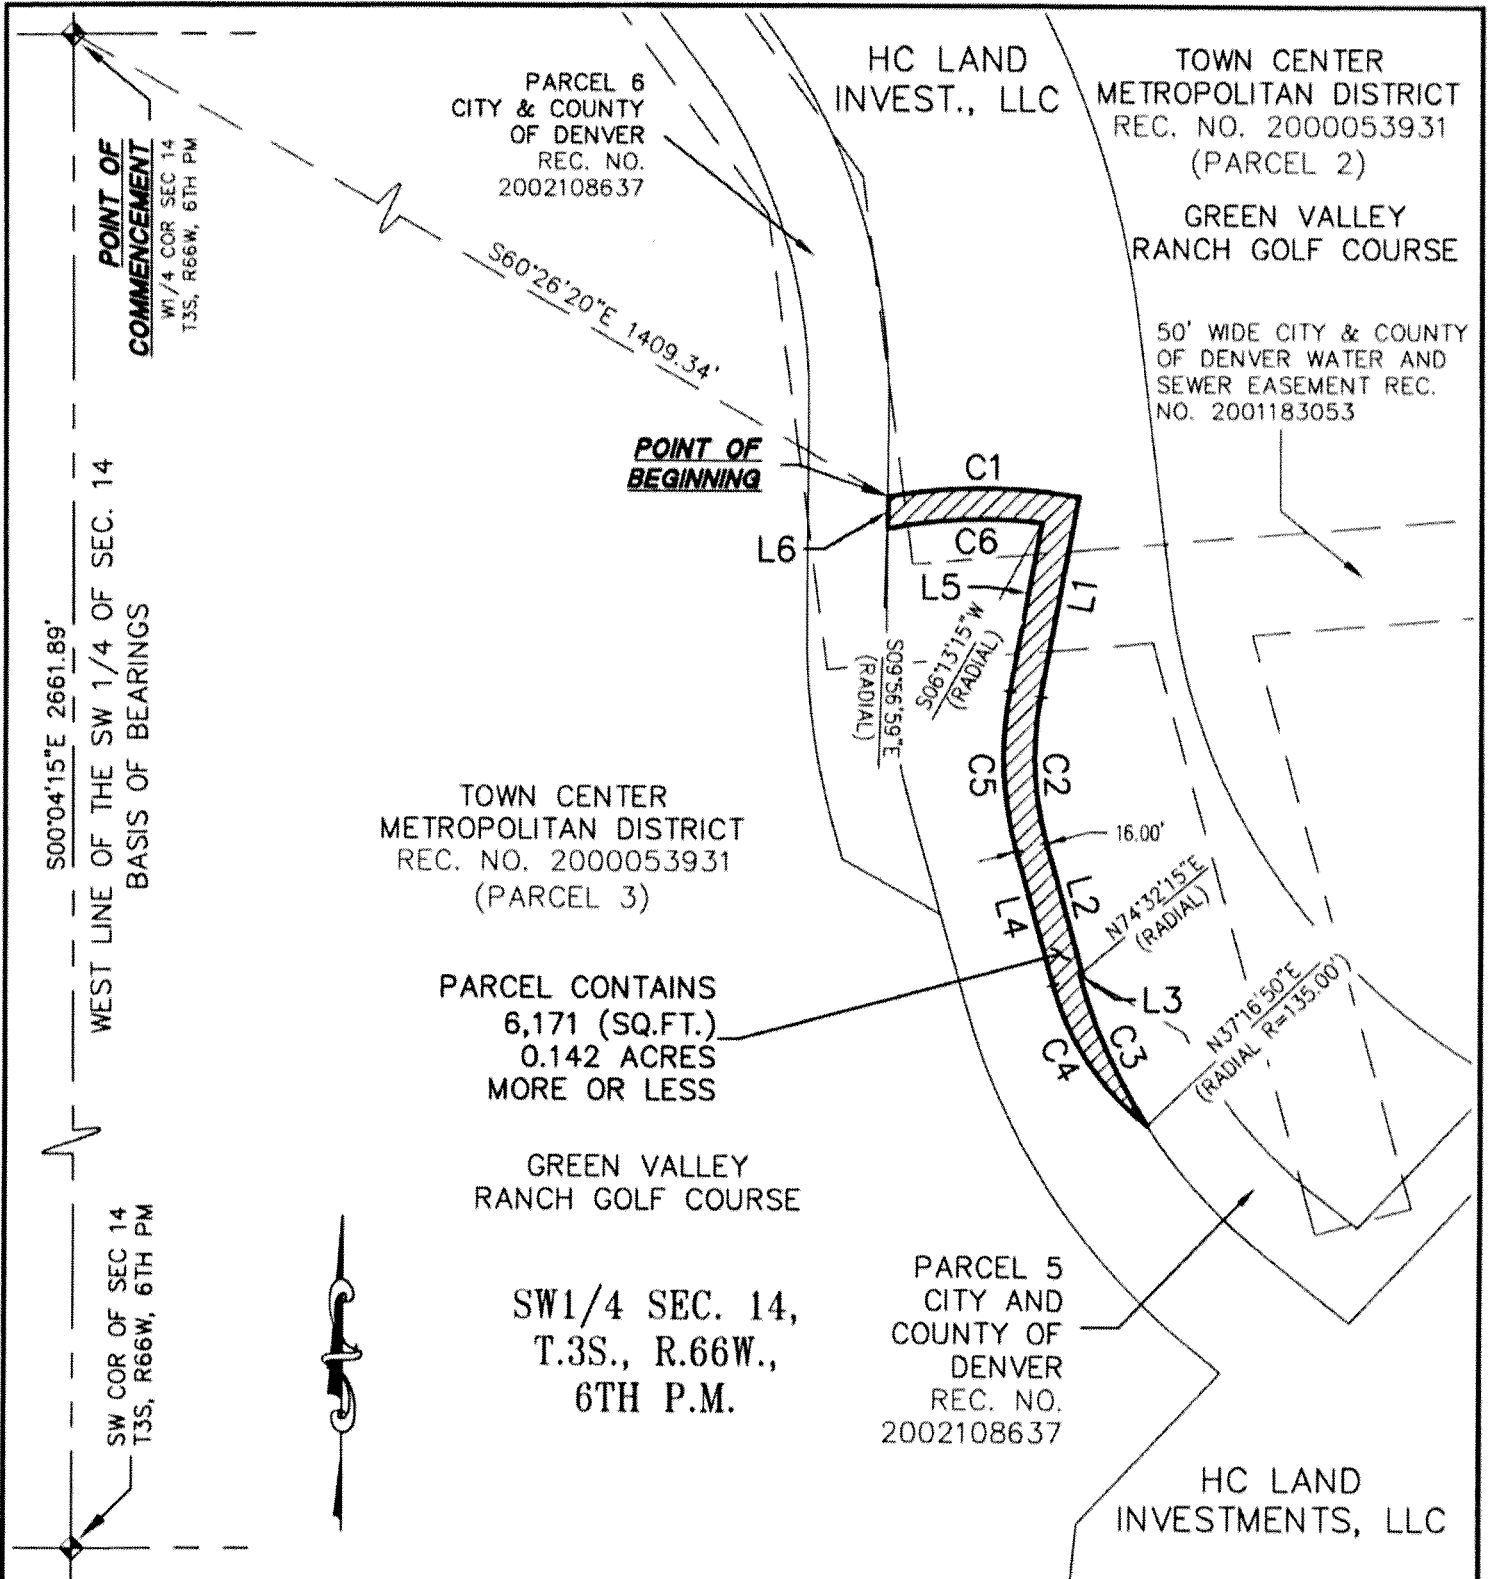 POINT OF
COMMENCEMENT
W1/4 COR SEC 14
T3S, R66W, 6TH PM
PARCEL 6
CITY & COUNTY
OF DENVER
REC. NO.
2002108637
HC LAND
INVEST., LLC
TOWN CENTER
METROPOLITAN DISTRICT
REC. NO. 2000053931
(PARCEL 2)
GREEN VALLEY
RANCH GOLF COURSE
50' WIDE CITY & COUNTY
OF DENVER WATER AND
SEWER EASEMENT REC.
NO. 2001183053
S60°26'20"E 1409.34'
POINT OF
BEGINNING
C1
C6
L6
L5
L1
S06°13'15"W
(RADIAL)
S09°56'59"E
(RADIAL)
C5
C2
16.00'
L2
L4
N74°32'15"E
(RADIAL)
L3
C3
C4
N37°16'50"E
(RADIAL R=135.00')
S00°04'15"E 2661.89'
WEST LINE OF THE SW 1/4 OF SEC. 14
BASIS OF BEARINGS
TOWN CENTER
METROPOLITAN DISTRICT
REC. NO. 2000053931
(PARCEL 3)
PARCEL CONTAINS
6,171 (SQ.FT.)
0.142 ACRES
MORE OR LESS
GREEN VALLEY
RANCH GOLF COURSE
SW COR OF SEC 14
T3S, R66W, 6TH PM
SW1/4 SEC. 14,
T.3S., R.66W.,
6TH P.M.
PARCEL 5
CITY AND
COUNTY OF
DENVER
REC. NO.
2002108637
HC LAND
INVESTMENTS, LLC